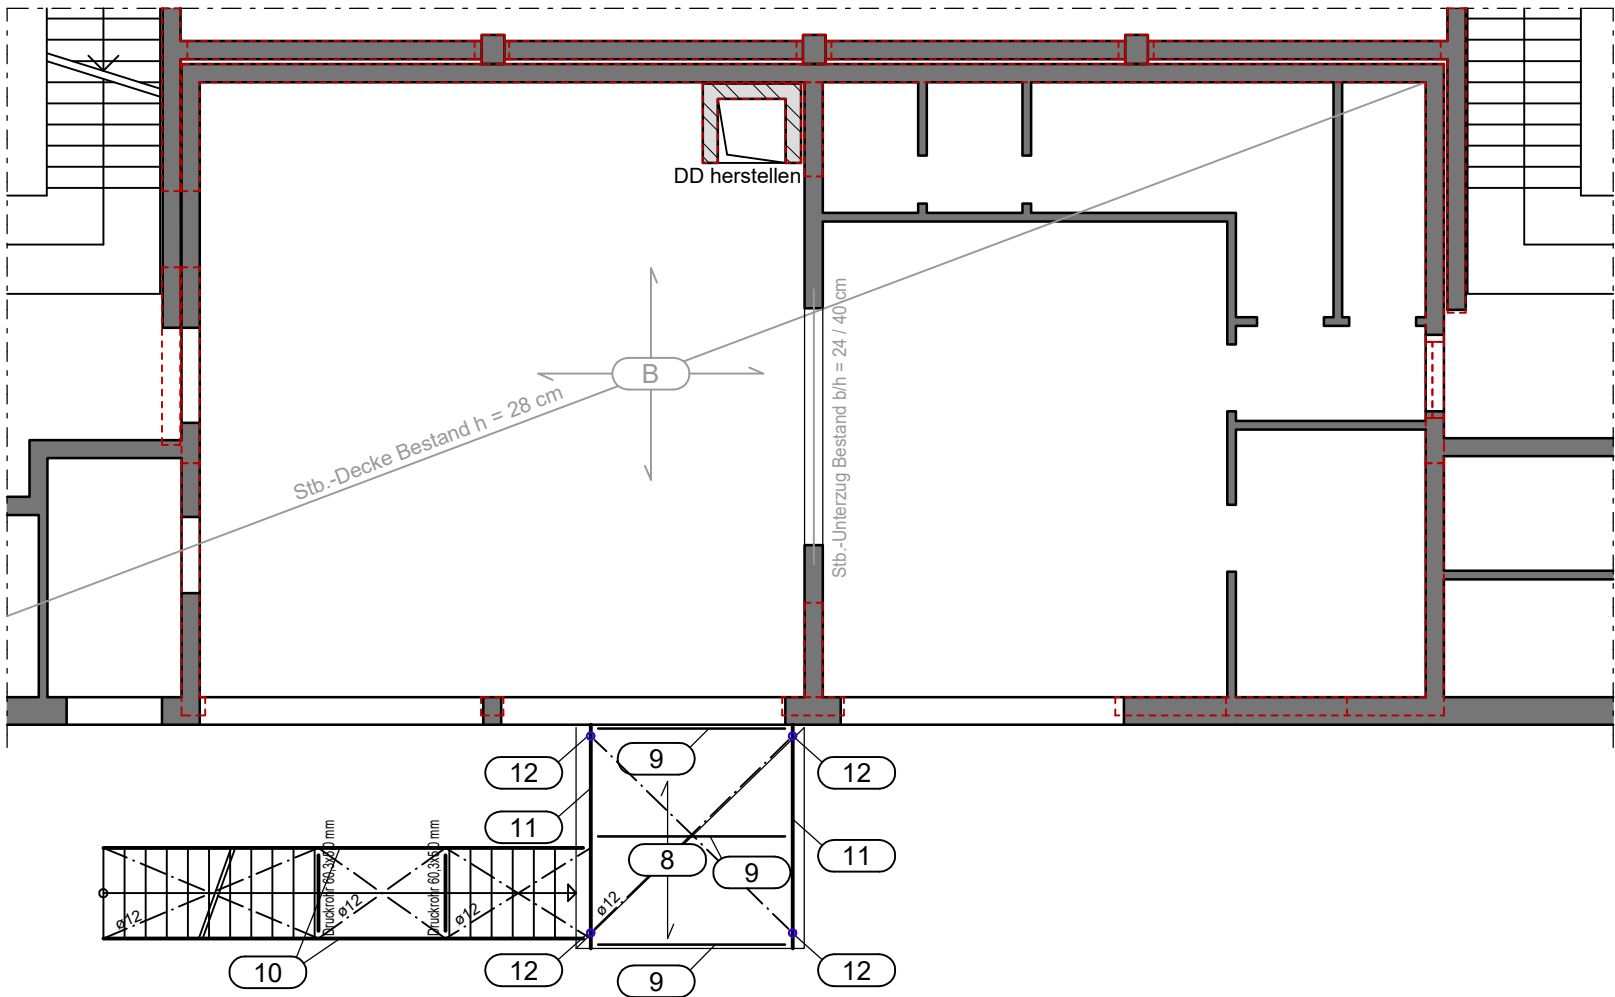 DD herstellen
B
Stb.-Decke Bestand h = 28 cm
Stb.-Unterzug Bestand b/h = 24 / 40 cm
12
9
12
11
11
8
9
Druckrohr 60,3x5,0 mm
Druckrohr 60,3x5,0 mm
ø12
ø12
ø12
ø12
10
12
9
12